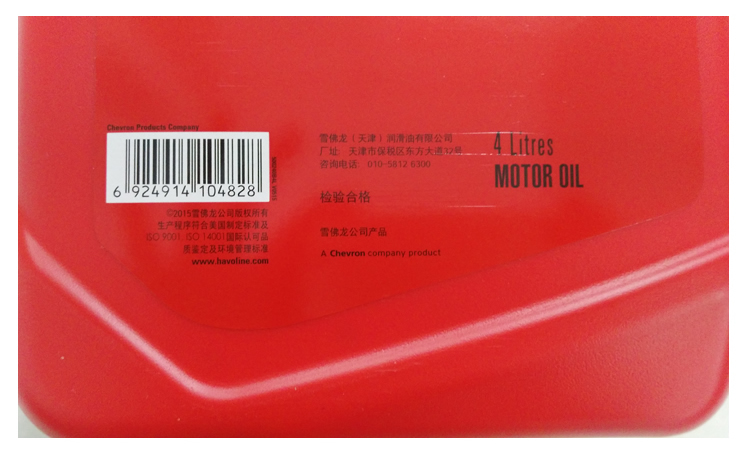 Chevron Products Company
6 924914 104828
©2015雪佛龙公司版权所有
生产程序符合美国制定标准及
ISO 9001, ISO 14001国际认可品
质鉴定及环境管理标准
www.havoline.com
雪佛龙（天津）润滑油有限公司
厂址：天津市保税区东方大道32号
咨询电话：010-5812 6300
检验合格
雪佛龙公司产品
A Chevron company product
4 Litres
MOTOR OIL